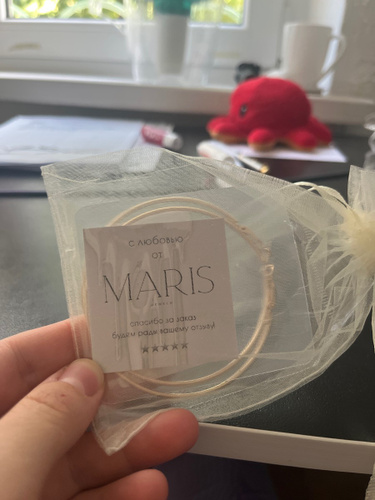 с любовью
от
MARIS
спасибо за заказ
будем рады вашему отзыву
★★★★★